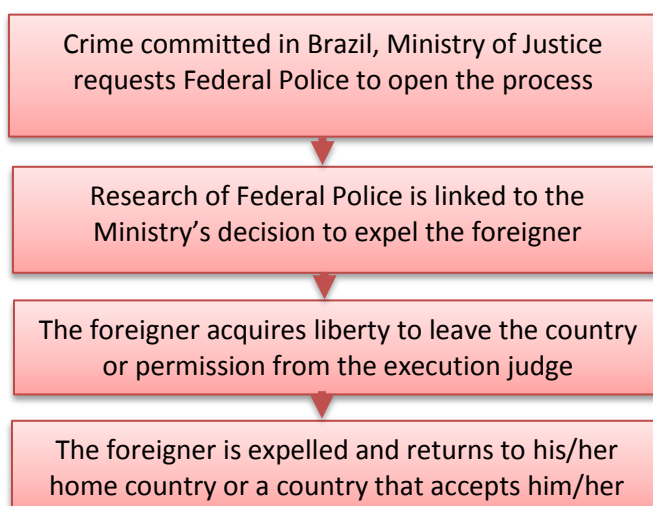 Crime committed in Brazil, Ministry of Justice
requests Federal Police to open the process
Research of Federal Police is linked to the
Ministry’s decision to expel the foreigner
The foreigner acquires liberty to leave the country
or permission from the execution judge
The foreigner is expelled and returns to his/her
home country or a country that accepts him/her